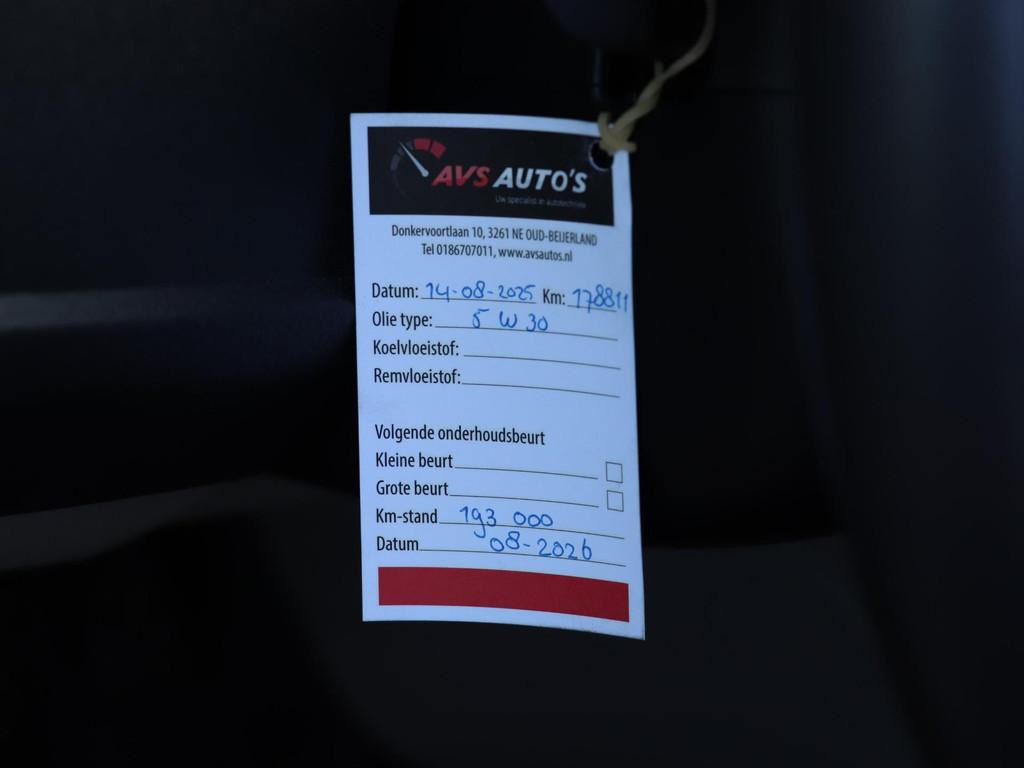 AVS AUTO'S
Uw specialist in autotechniek
Donkervoortlaan 10, 3261 NE OUD-BEIJERLAND
Tel 0186707011, www.avsautos.nl
Datum: 14-08-2025 Km: 178811
Olie type: 5 W 30
Koelvloeistof:
Remvloeistof:
Volgende onderhoudsbeurt
Kleine beurt
Grote beurt
Km-stand 193 000
Datum 08-2026